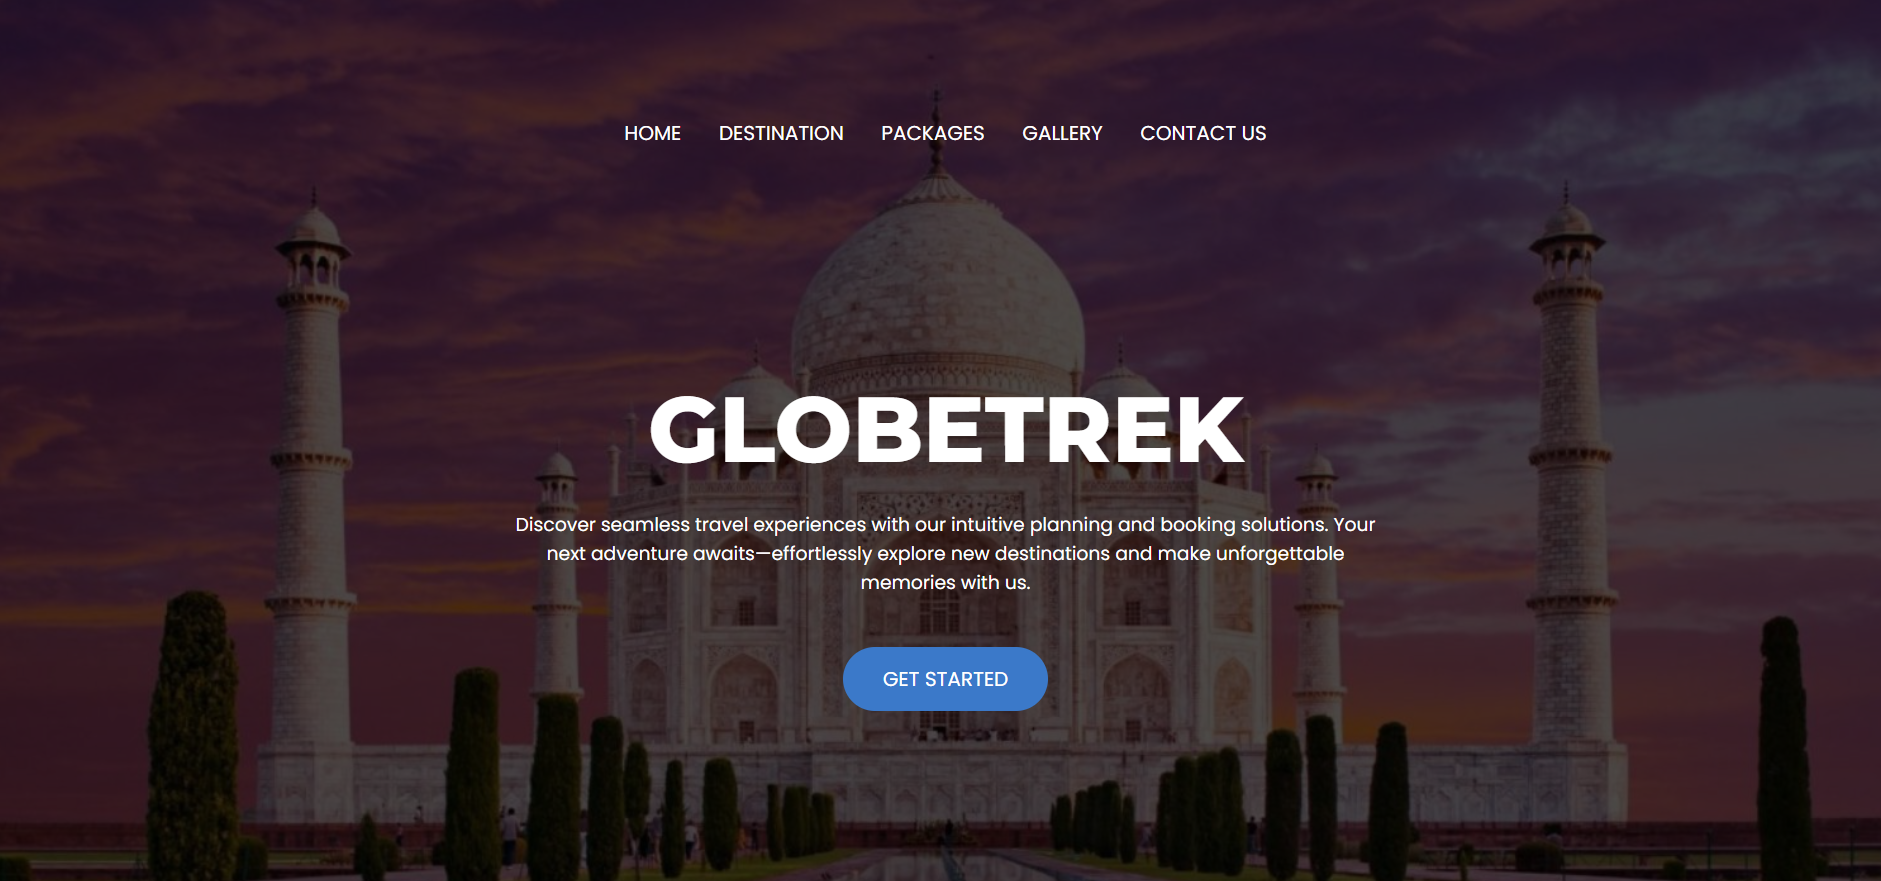 HOME DESTINATION PACKAGES GALLERY CONTACT US
GLOBETREK
Discover seamless travel experiences with our intuitive planning and booking solutions. Your
next adventure awaits—effortlessly explore new destinations and make unforgettable
memories with us.
GET STARTED